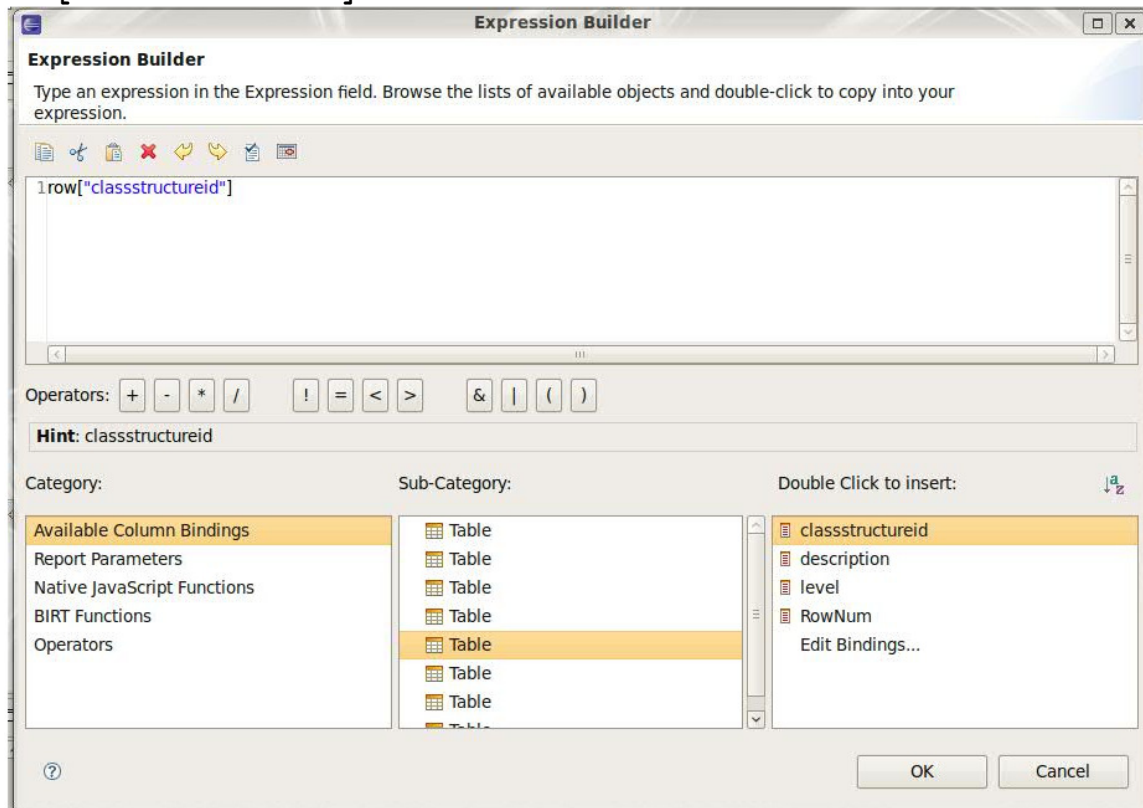 Expression Builder
Expression Builder
Type an expression in the Expression field. Browse the lists of available objects and double-click to copy into your
expression.
1row["classstructureid"]
Operators: + - * / ! = < > & | ( )
Hint: classstructureid
Category:
Available Column Bindings
Report Parameters
Native JavaScript Functions
BIRT Functions
Operators
Sub-Category:
Table
Table
Table
Table
Table
Table
Table
Double Click to insert:
classstructureid
description
level
RowNum
Edit Bindings...
OK Cancel